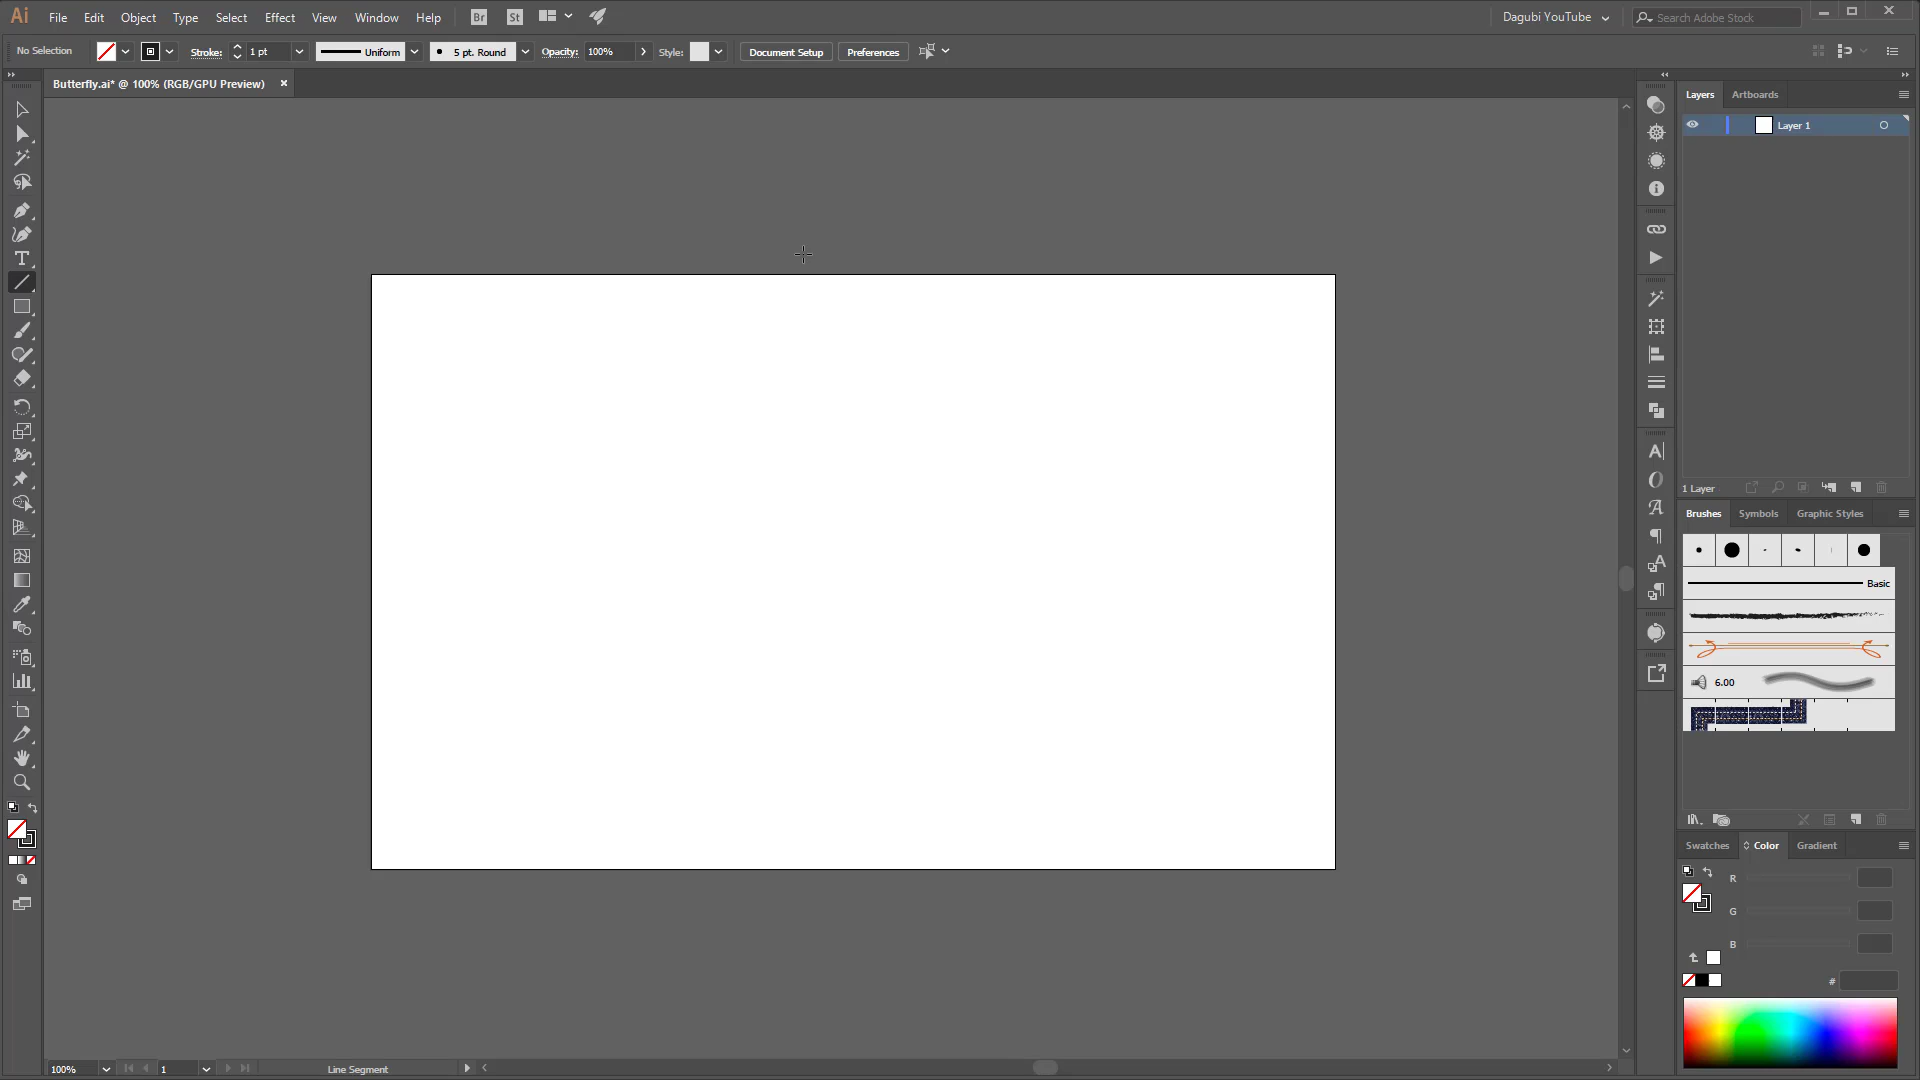 Ai File Edit Object Type Select Effect View Window Help Br St Dagubi YouTube Search Adobe Stock
No Selection Stroke: 1 pt Uniform 5 pt. Round Opacity: 100% Style: Document Setup Preferences
Butterfly.ai* @ 100% (RGB/GPU Preview)
Layers Artboards
Layer 1
1 Layer
Brushes Symbols Graphic Styles
Basic
6.00
Swatches Color Gradient
R
G
B
#
100% 1 Line Segment